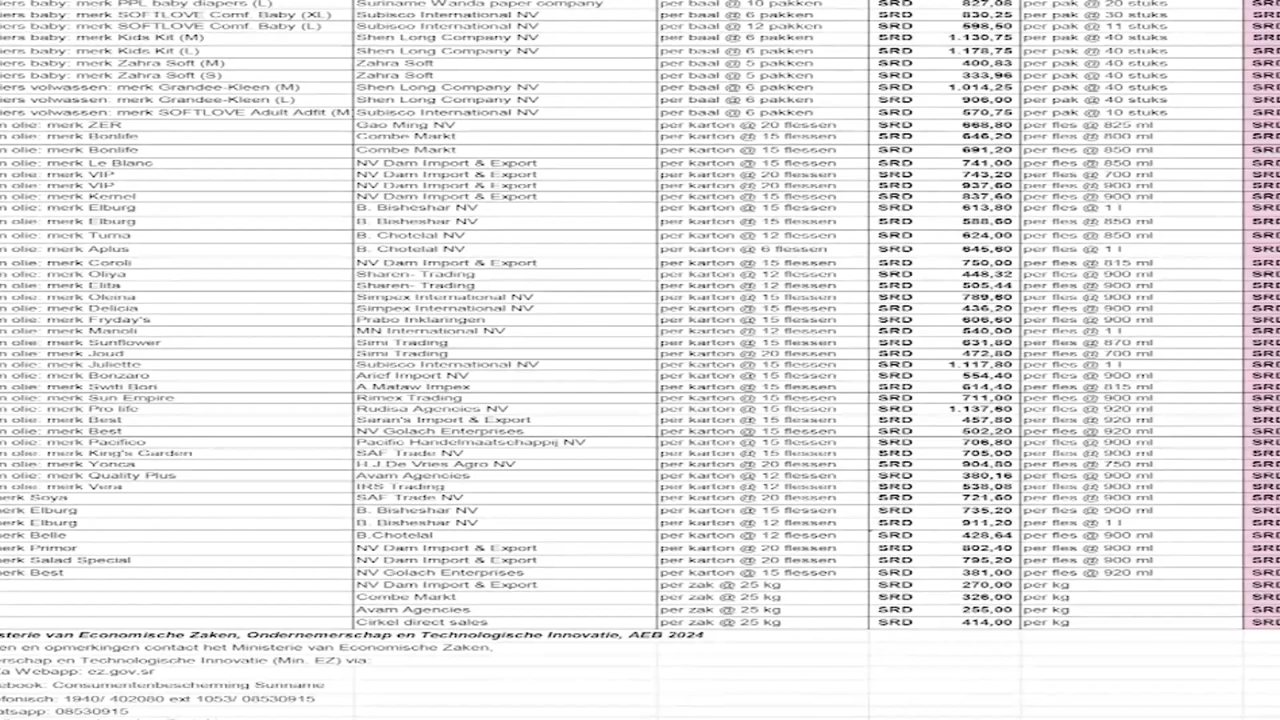 iers baby: merk PPL baby diapers (L) Suriname Wanda paper company per baal @ 10 pakken SRD 827,08 per pak @ 20 stuks SRD
iers baby: merk SOFTLOVE Comf. Baby (XL) Subisco International NV per baal @ 6 pakken SRD 830,25 per pak @ 30 stuks SRD
iers baby: merk SOFTLOVE Comf. Baby (L) Subisco International NV per baal @ 12 pakken SRD 698,50 per pak @ 11 stuks SRD
iers baby: merk Kids Kit (M) Shen Long Company NV per baal @ 6 pakken SRD 1.130,75 per pak @ 40 stuks SRD
iers baby: merk Kids Kit (L) Shen Long Company NV per baal @ 6 pakken SRD 1.178,75 per pak @ 40 stuks SRD
iers baby: merk Zahra Soft (M) Zahra Soft per baal @ 5 pakken SRD 400,83 per pak @ 40 stuks SRD
iers baby: merk Zahra Soft (S) Zahra Soft per baal @ 5 pakken SRD 333,96 per pak @ 40 stuks SRD
iers volwassen: merk Grandee-Kleen (M) Shen Long Company NV per baal @ 6 pakken SRD 1.014,25 per pak @ 40 stuks SRD
iers volwassen: merk Grandee-Kleen (L) Shen Long Company NV per baal @ 6 pakken SRD 906,00 per pak @ 40 stuks SRD
iers volwassen: merk SOFTLOVE Adult Adfit (M) Subisco International NV per baal @ 6 pakken SRD 570,75 per pak @ 10 stuks SRD
n olie: merk ZER Gao Ming NV per karton @ 20 flessen SRD 668,80 per fles @ 825 ml SRD
n olie: merk Bonlife Combe Markt per karton @ 15 flessen SRD 646,20 per fles @ 800 ml SRD
n olie: merk Bonlife Combe Markt per karton @ 15 flessen SRD 691,20 per fles @ 850 ml SRD
n olie: merk Le Blanc NV Dam Import & Export per karton @ 15 flessen SRD 741,00 per fles @ 850 ml SRD
n olie: merk VIP NV Dam Import & Export per karton @ 20 flessen SRD 743,20 per fles @ 700 ml SRD
n olie: merk VIP NV Dam Import & Export per karton @ 20 flessen SRD 937,60 per fles @ 900 ml SRD
n olie: merk Kernel NV Dam Import & Export per karton @ 15 flessen SRD 837,60 per fles @ 900 ml SRD
n olie: merk Elburg B. Bisheshar NV per karton @ 15 flessen SRD 613,80 per fles @ 1 l SRD
n olie: merk Elburg B. Bisheshar NV per karton @ 15 flessen SRD 588,60 per fles @ 850 ml SRD
n olie: merk Turna B. Chotelal NV per karton @ 12 flessen SRD 624,00 per fles @ 850 ml SRD
n olie: merk Aplus B. Chotelal NV per karton @ 6 flessen SRD 645,60 per fles @ 1 l SRD
n olie: merk Coroli NV Dam Import & Export per karton @ 15 flessen SRD 750,00 per fles @ 815 ml SRD
n olie: merk Oliya Sharen- Trading per karton @ 12 flessen SRD 448,32 per fles @ 900 ml SRD
n olie: merk Elita Sharen- Trading per karton @ 12 flessen SRD 505,44 per fles @ 900 ml SRD
n olie: merk Oleina Simpex International NV per karton @ 15 flessen SRD 789,60 per fles @ 900 ml SRD
n olie: merk Delicia Simpex International NV per karton @ 15 flessen SRD 436,20 per fles @ 900 ml SRD
n olie: merk Fryday's Prabo Inklaringen per karton @ 15 flessen SRD 606,60 per fles @ 900 ml SRD
n olie: merk Manoli MN International NV per karton @ 12 flessen SRD 540,00 per fles @ 1 l SRD
n olie: merk Sunflower Simi Trading per karton @ 15 flessen SRD 631,80 per fles @ 870 ml SRD
n olie: merk Joud Simi Trading per karton @ 20 flessen SRD 472,80 per fles @ 700 ml SRD
n olie: merk Juliette Subisco International NV per karton @ 15 flessen SRD 1.117,80 per fles @ 1 l SRD
n olie: merk Bonzaro Arief Import NV per karton @ 15 flessen SRD 554,40 per fles @ 900 ml SRD
n olie: merk Switi Bori A.Mataw Impex per karton @ 15 flessen SRD 614,40 per fles @ 815 ml SRD
n olie: merk Sun Empire Rimex Trading per karton @ 15 flessen SRD 711,00 per fles @ 900 ml SRD
n olie: merk Pro life Rudisa Agencies NV per karton @ 15 flessen SRD 1.137,60 per fles @ 920 ml SRD
n olie: merk Best Saran's Import & Export per karton @ 15 flessen SRD 457,80 per fles @ 920 ml SRD
n olie: merk Best NV Golach Enterprises per karton @ 15 flessen SRD 502,20 per fles @ 920 ml SRD
n olie: merk Pacifico Pacific Handelmaatschappij NV per karton @ 15 flessen SRD 706,80 per fles @ 900 ml SRD
n olie: merk King's Garden SAF Trade NV per karton @ 15 flessen SRD 705,00 per fles @ 900 ml SRD
n olie: merk Yonca H.J.De Vries Agro NV per karton @ 20 flessen SRD 904,80 per fles @ 750 ml SRD
n olie: merk Quality Plus Avam Agencies per karton @ 12 flessen SRD 380,16 per fles @ 900 ml SRD
n olie: merk Vera IRS Trading per karton @ 12 flessen SRD 538,08 per fles @ 900 ml SRD
erk Soya SAF Trade NV per karton @ 20 flessen SRD 721,60 per fles @ 900 ml SRD
erk Elburg B. Bisheshar NV per karton @ 15 flessen SRD 735,20 per fles @ 900 ml SRD
erk Elburg B. Bisheshar NV per karton @ 12 flessen SRD 911,20 per fles @ 1 l SRD
erk Belle B.Chotelal per karton @ 12 flessen SRD 428,64 per fles @ 900 ml SRD
erk Primor NV Dam Import & Export per karton @ 20 flessen SRD 802,40 per fles @ 900 ml SRD
erk Salad Special NV Dam Import & Export per karton @ 20 flessen SRD 795,20 per fles @ 900 ml SRD
erk Best NV Golach Enterprises per karton @ 15 flessen SRD 381,00 per fles @ 920 ml SRD
NV Dam Import & Export per zak @ 25 kg SRD 270,00 per kg SRD
Combe Markt per zak @ 25 kg SRD 326,00 per kg SRD
Avam Agencies per zak @ 25 kg SRD 255,00 per kg SRD
Cirkel direct sales per zak @ 25 kg SRD 414,00 per kg SRD
sterie van Economische Zaken, Ondernemerschap en Technologische Innovatie, AEB 2024
en en opmerkingen contact het Ministerie van Economische Zaken,
erschap en Technologische Innovatie (Min. EZ) via:
a Webapp: ez.gov.sr
ebook: Consumentenbescherming Suriname
efonisch: 1940/ 402080 ext 1053/ 08530915
atsapp: 08530915